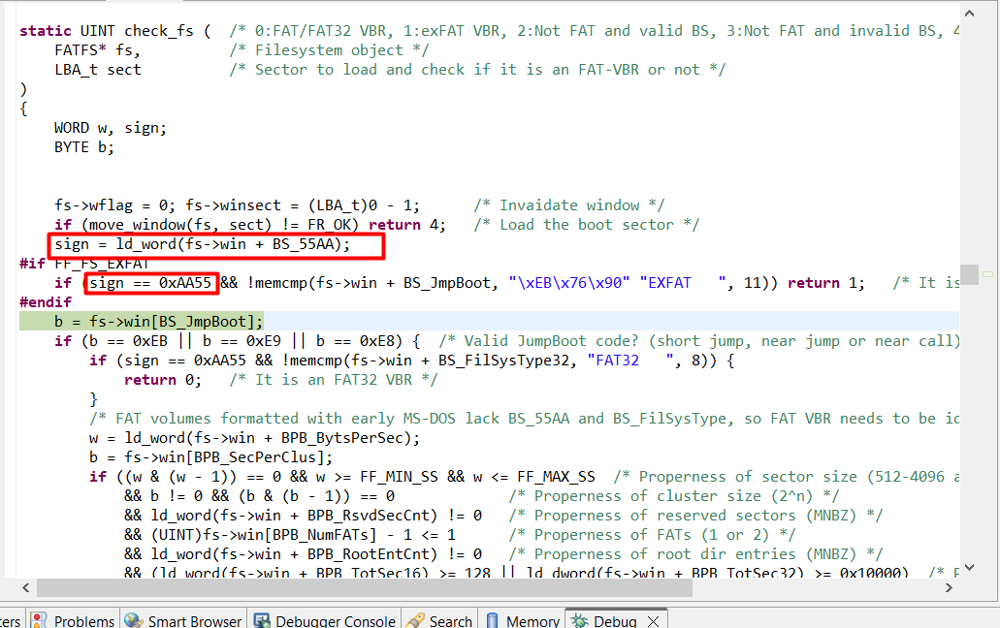 static UINT check_fs (  /* 0:FAT/FAT32 VBR, 1:exFAT VBR, 2:Not FAT and valid BS, 3:Not FAT and invalid BS, 4
    FATFS* fs,          /* Filesystem object */
    LBA_t sect          /* Sector to load and check if it is an FAT-VBR or not */
)
{
    WORD w, sign;
    BYTE b;
    fs->wflag = 0; fs->winsect = (LBA_t)0 - 1;      /* Invaidate window */
    if (move_window(fs, sect) != FR_OK) return 4;   /* Load the boot sector */
    sign = ld_word(fs->win + BS_55AA);
#if FF_FS_EXFAT
    if (sign == 0xAA55 && !memcmp(fs->win + BS_JmpBoot, "\xEB\x76\x90" "EXFAT   ", 11)) return 1;   /* It is
#endif
    b = fs->win[BS_JmpBoot];
    if (b == 0xEB || b == 0xE9 || b == 0xE8) {  /* Valid JumpBoot code? (short jump, near jump or near call)
        if (sign == 0xAA55 && !memcmp(fs->win + BS_FilSysType32, "FAT32   ", 8)) {
            return 0;   /* It is an FAT32 VBR */
        }
        /* FAT volumes formatted with early MS-DOS lack BS_55AA and BS_FilSysType, so FAT VBR needs to be id
        w = ld_word(fs->win + BPB_BytsPerSec);
        b = fs->win[BPB_SecPerClus];
        if ((w & (w - 1)) == 0 && w >= FF_MIN_SS && w <= FF_MAX_SS  /* Properness of sector size (512-4096 a
            && b != 0 && (b & (b - 1)) == 0             /* Properness of cluster size (2^n) */
            && ld_word(fs->win + BPB_RsvdSecCnt) != 0   /* Properness of reserved sectors (MNBZ) */
            && (UINT)fs->win[BPB_NumFATs] - 1 <= 1      /* Properness of FATs (1 or 2) */
            && ld_word(fs->win + BPB_RootEntCnt) != 0   /* Properness of root dir entries (MNBZ) */
            && (ld_word(fs->win + BPB_TotSec16) >= 128 || ld_dword(fs->win + BPB_TotSec32) >= 0x10000)  /* P
ters Problems Smart Browser Debugger Console Search Memory Debug